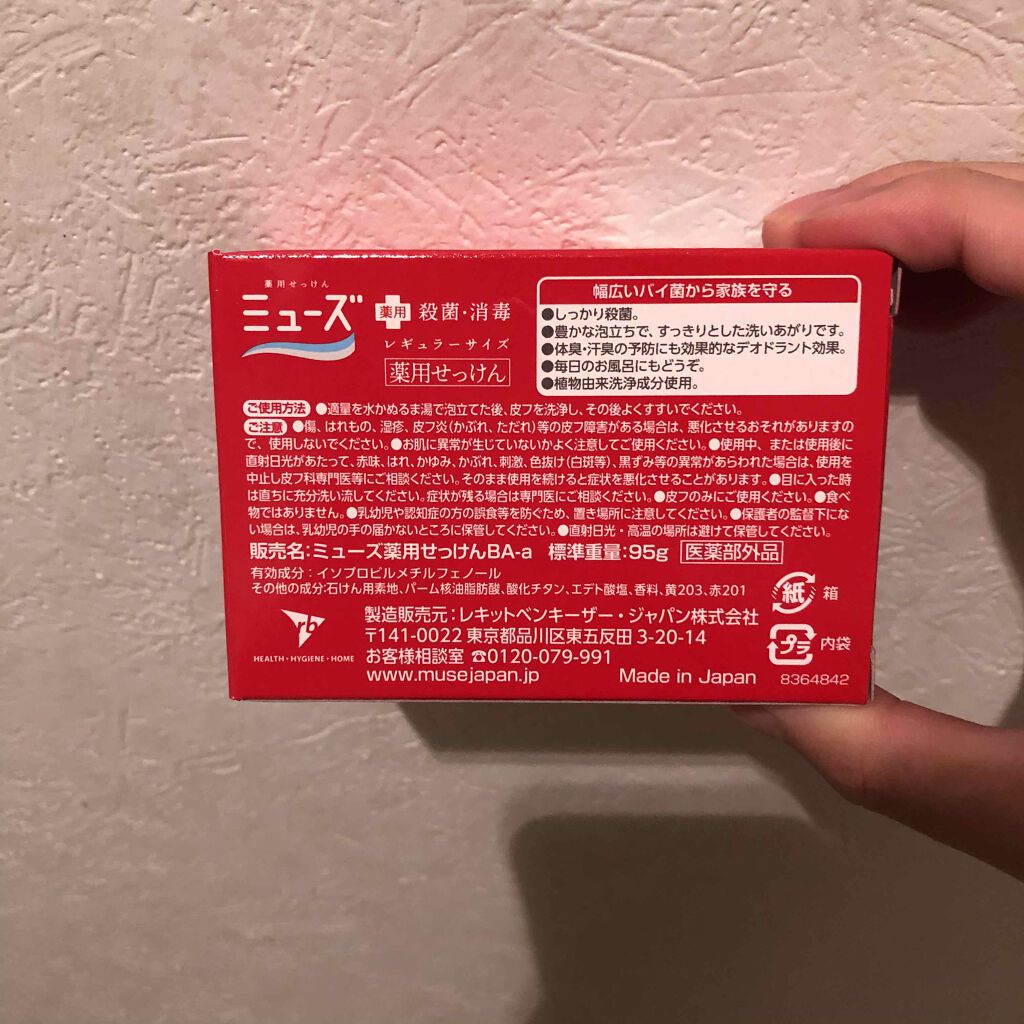 薬用せっけん
ミューズ
薬用 殺菌・消毒
レギュラーサイズ
薬用せっけん
幅広いバイ菌から家族を守る
●しっかり殺菌。
●豊かな泡立ちで、すっきりとした洗いあがりです。
●体臭・汗臭の予防にも効果的なデオドラント効果。
●毎日のお風呂にもどうぞ。
●植物由来洗浄成分使用。
ご使用方法 ●適量を水かぬるま湯で泡立てた後、皮フを洗浄し、その後よくすすいでください。
ご注意 ●傷、はれもの、湿疹、皮フ炎(かぶれ、ただれ)等の皮フ障害がある場合は、悪化させるおそれがありますの
で、使用しないでください。●お肌に異常が生じていないかよく注意してご使用ください。●使用中、または使用後に
直射日光があたって、赤味、はれ、かゆみ、かぶれ、刺激、色抜け(白斑等)、黒ずみ等の異常があらわれた場合は、使用を
中止し皮フ科専門医等にご相談ください。そのまま使用を続けると症状を悪化させることがあります。●目に入った時
は直ちに充分洗い流してください。症状が残る場合は専門医にご相談ください。●皮フのみにご使用ください。●食べ
物ではありません。●乳幼児や認知症の方の誤食等を防ぐため、置き場所に注意してください。●保護者の監督下にな
い場合は、乳幼児の手の届かないところに保管してください。●直射日光・高温の場所は避けて保管してください。
販売名:ミューズ薬用せっけんBA-a 標準重量:95g 医薬部外品
有効成分:イソプロピルメチルフェノール
その他の成分:石けん用素地、パーム核油脂肪酸、酸化チタン、エデト酸塩、香料、黄203、赤201
紙 箱
rb
HEALTH・HYGIENE・HOME
製造販売元:レキットベンキーザー・ジャパン株式会社
〒141-0022 東京都品川区東五反田 3-20-14
お客様相談室 ☎0120-079-991
www.musejapan.jp
Made in Japan
プラ 内袋
8364842